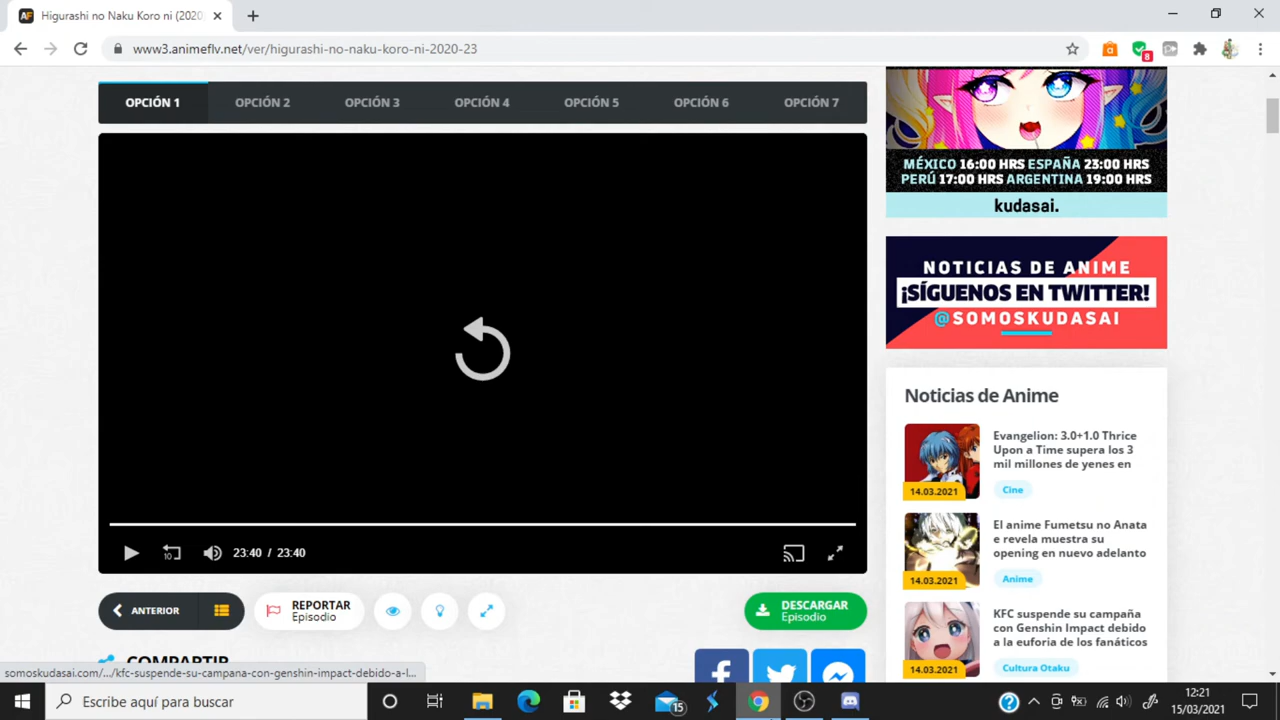 Higurashi no Naku Koro ni (2020)
www3.animeflv.net/ver/higurashi-no-naku-koro-ni-2020-23
8
OPCIÓN 1
OPCIÓN 2
OPCIÓN 3
OPCIÓN 4
OPCIÓN 5
OPCIÓN 6
OPCIÓN 7
10
23:40 / 23:40
ANTERIOR
REPORTAR
Episodio
DESCARGAR
Episodio
COMPARTIR
MÉXICO 16:00 HRS ESPAÑA 23:00 HRS
PERÚ 17:00 HRS ARGENTINA 19:00 HRS
kudasai.
NOTICIAS DE ANIME
¡SÍGUENOS EN TWITTER!
@SOMOSKUDASAI
Noticias de Anime
Evangelion: 3.0+1.0 Thrice
Upon a Time supera los 3
mil millones de yenes en
14.03.2021
Cine
El anime Fumetsu no Anata
e revela muestra su
opening en nuevo adelanto
14.03.2021
Anime
KFC suspende su campaña
con Genshin Impact debido
a la euforia de los fanáticos
14.03.2021
Cultura Otaku
somoskudasai.com/.../kfc-suspende-su-campana-con-genshin-impact-debido-a-l...
Escribe aquí para buscar
15
12:21
15/03/2021